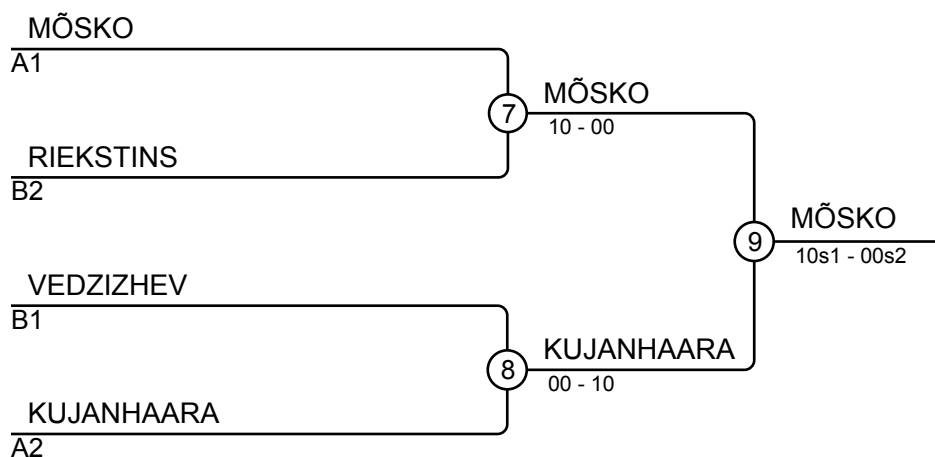 MÕSKO
A1
RIEKSTINS
B2
7
MÕSKO
10 - 00
VEDZIZHEV
B1
KUJANHAARA
A2
8
KUJANHAARA
00 - 10
9
MÕSKO
10s1 - 00s2